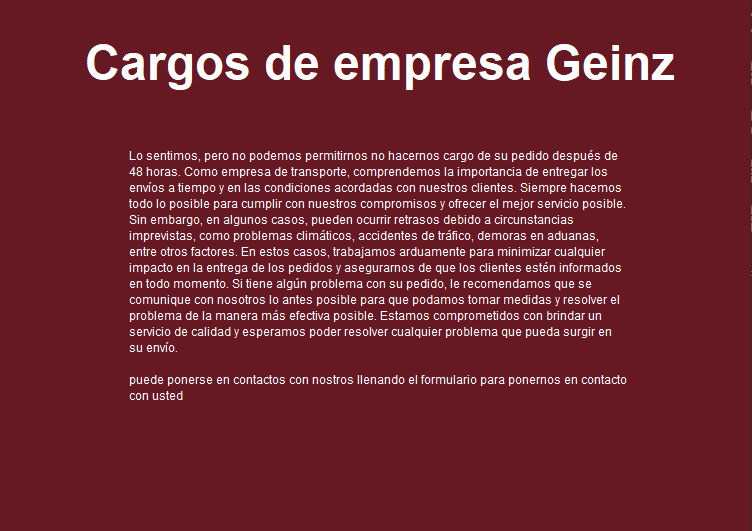 Cargos de empresa Geinz
Lo sentimos, pero no podemos permitirnos no hacernos cargo de su pedido después de
48 horas. Como empresa de transporte, comprendemos la importancia de entregar los
envíos a tiempo y en las condiciones acordadas con nuestros clientes. Siempre hacemos
todo lo posible para cumplir con nuestros compromisos y ofrecer el mejor servicio posible.
Sin embargo, en algunos casos, pueden ocurrir retrasos debido a circunstancias
imprevistas, como problemas climáticos, accidentes de tráfico, demoras en aduanas,
entre otros factores. En estos casos, trabajamos arduamente para minimizar cualquier
impacto en la entrega de los pedidos y asegurarnos de que los clientes estén informados
en todo momento. Si tiene algún problema con su pedido, le recomendamos que se
comunique con nosotros lo antes posible para que podamos tomar medidas y resolver el
problema de la manera más efectiva posible. Estamos comprometidos con brindar un
servicio de calidad y esperamos poder resolver cualquier problema que pueda surgir en
su envío.
puede ponerse en contactos con nostros llenando el formulario para ponernos en contacto
con usted